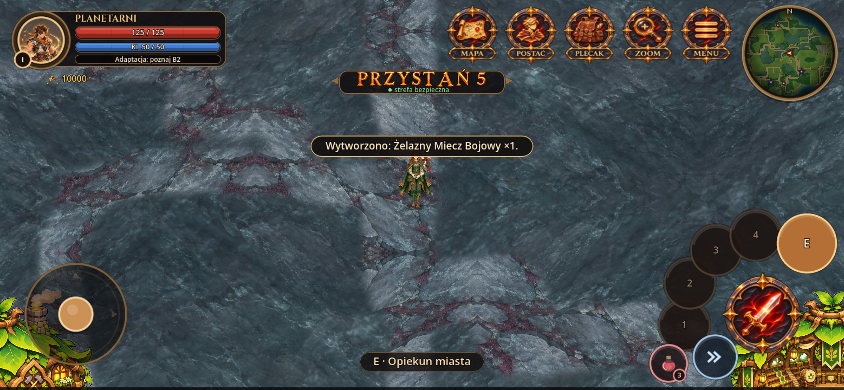 PLANETARNI
125 / 125
Ki 50 / 50
Adaptacja: poznaj B2
I
10000
MAPA
POSTAĆ
PLECAK
ZOOM
MENU
N
PRZYSTAŃ 5
strefa bezpieczna
Wytworzono: Żelazny Miecz Bojowy ×1.
E
4
3
2
1
3
E · Opiekun miasta